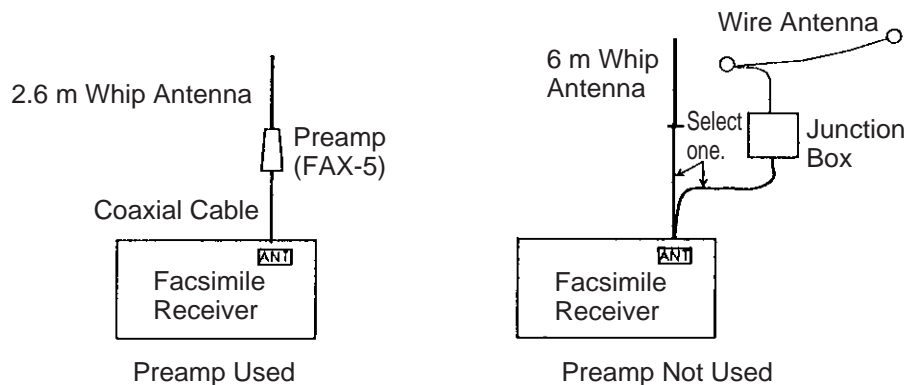 2.6 m Whip Antenna
Preamp
(FAX-5)
Coaxial Cable
ANT
Facsimile
Receiver
Preamp Used
Wire Antenna
6 m Whip
Antenna
Select
one.
Junction
Box
ANT
Facsimile
Receiver
Preamp Not Used